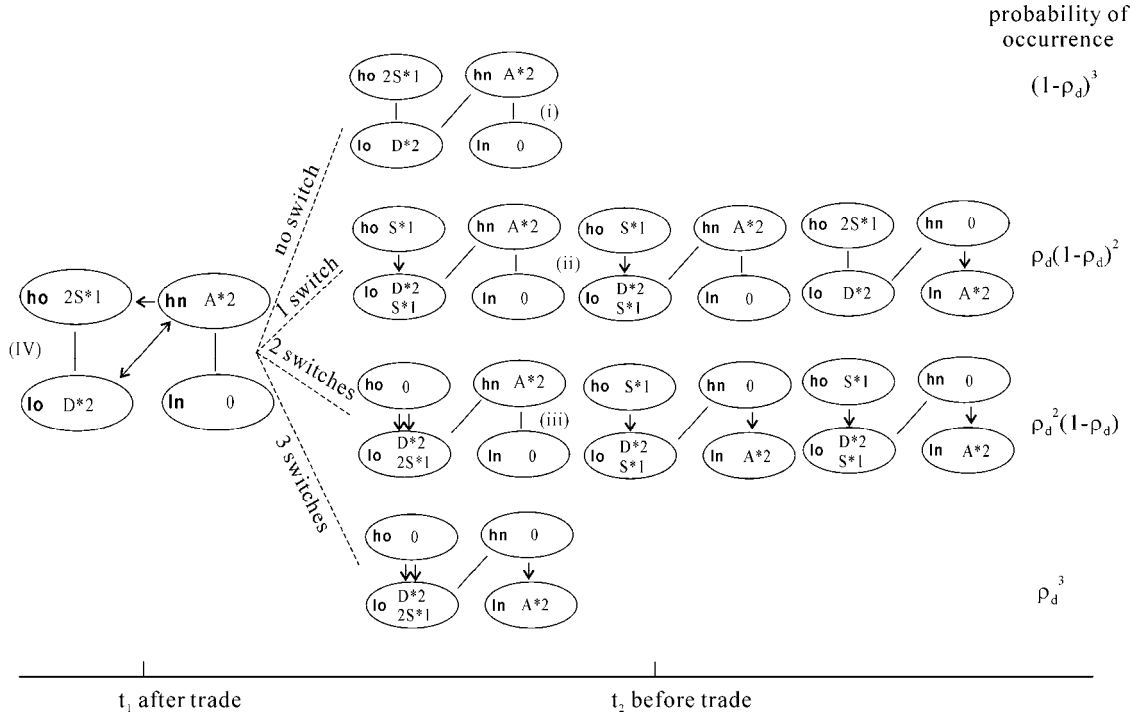 probability of
occurrence
ho 2S*1
hn A*2
(1-ρd)³
(i)
lo D*2
ln 0
no switch
ho S*1
hn A*2
ho S*1
hn A*2
ho 2S*1
hn 0
ρd(1-ρd)²
(ii)
lo D*2
S*1
ln 0
lo D*2
S*1
ln 0
lo D*2
ln A*2
1 switch
ho 2S*1
hn A*2
(IV)
lo D*2
ln 0
2 switches
ho 0
hn A*2
ho S*1
hn 0
ho S*1
hn 0
ρd²(1-ρd)
(iii)
lo D*2
2S*1
ln 0
lo D*2
S*1
ln A*2
lo D*2
S*1
ln A*2
3 switches
ho 0
hn 0
lo D*2
2S*1
ln A*2
ρd³
t₁ after trade
t₂ before trade